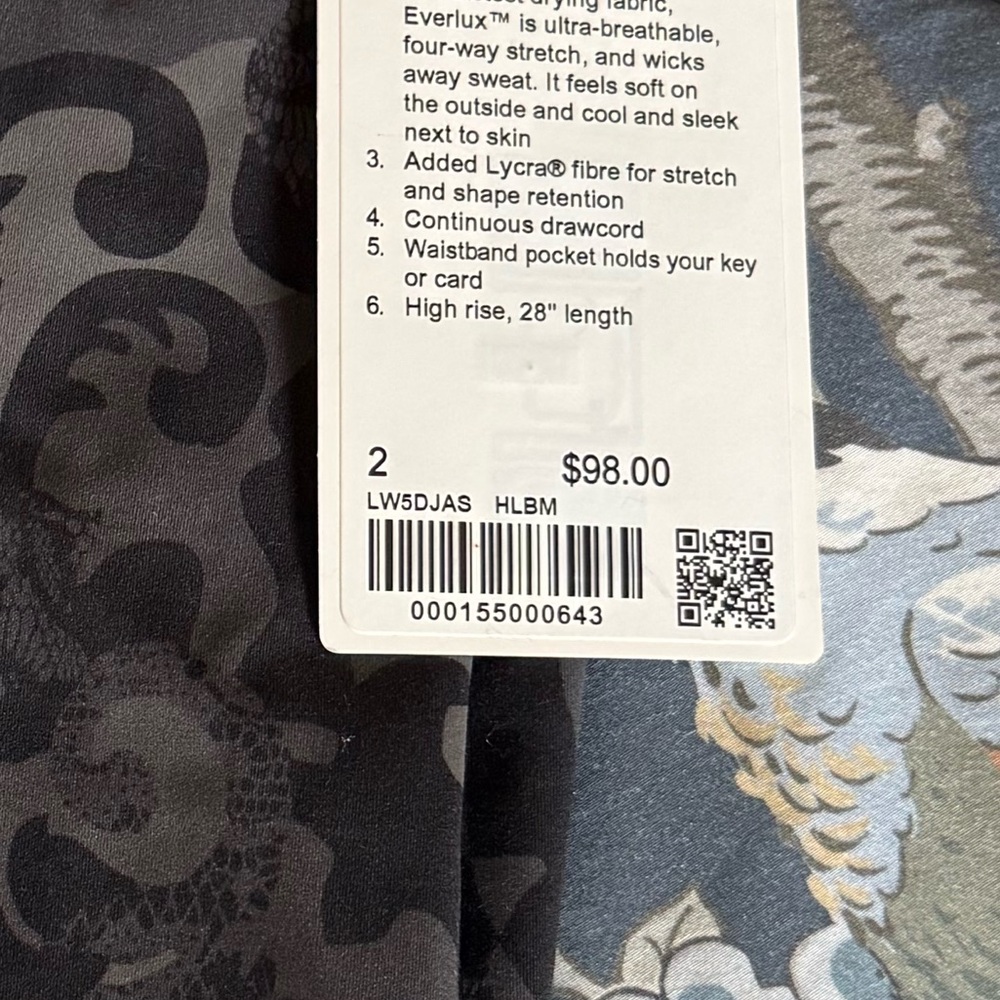 drying fabric,
Everlux™ is ultra-breathable,
four-way stretch, and wicks
away sweat. It feels soft on
the outside and cool and sleek
next to skin
3. Added Lycra® fibre for stretch
and shape retention
4. Continuous drawcord
5. Waistband pocket holds your key
or card
6. High rise, 28" length
2 $98.00
LW5DJAS HLBM
000155000643